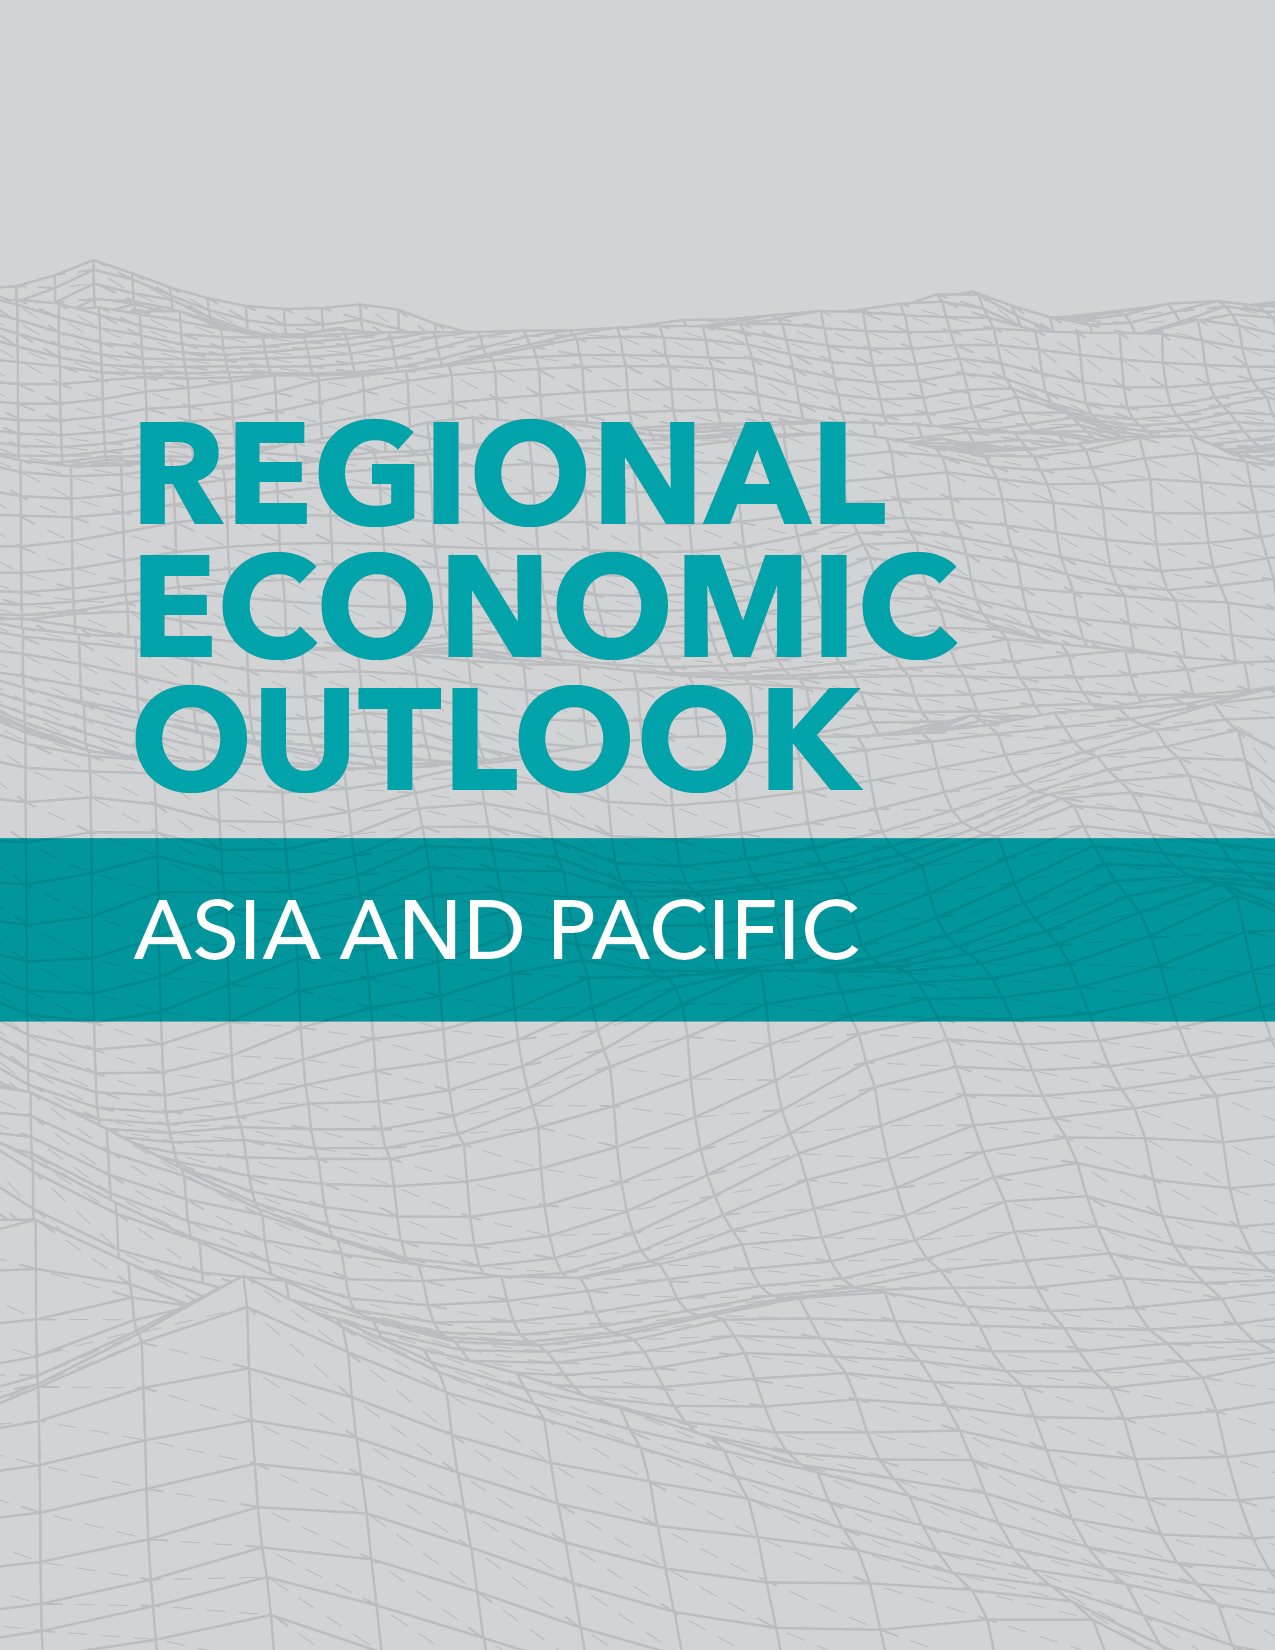 REGIONAL
ECONOMIC
OUTLOOK
ASIA AND PACIFIC